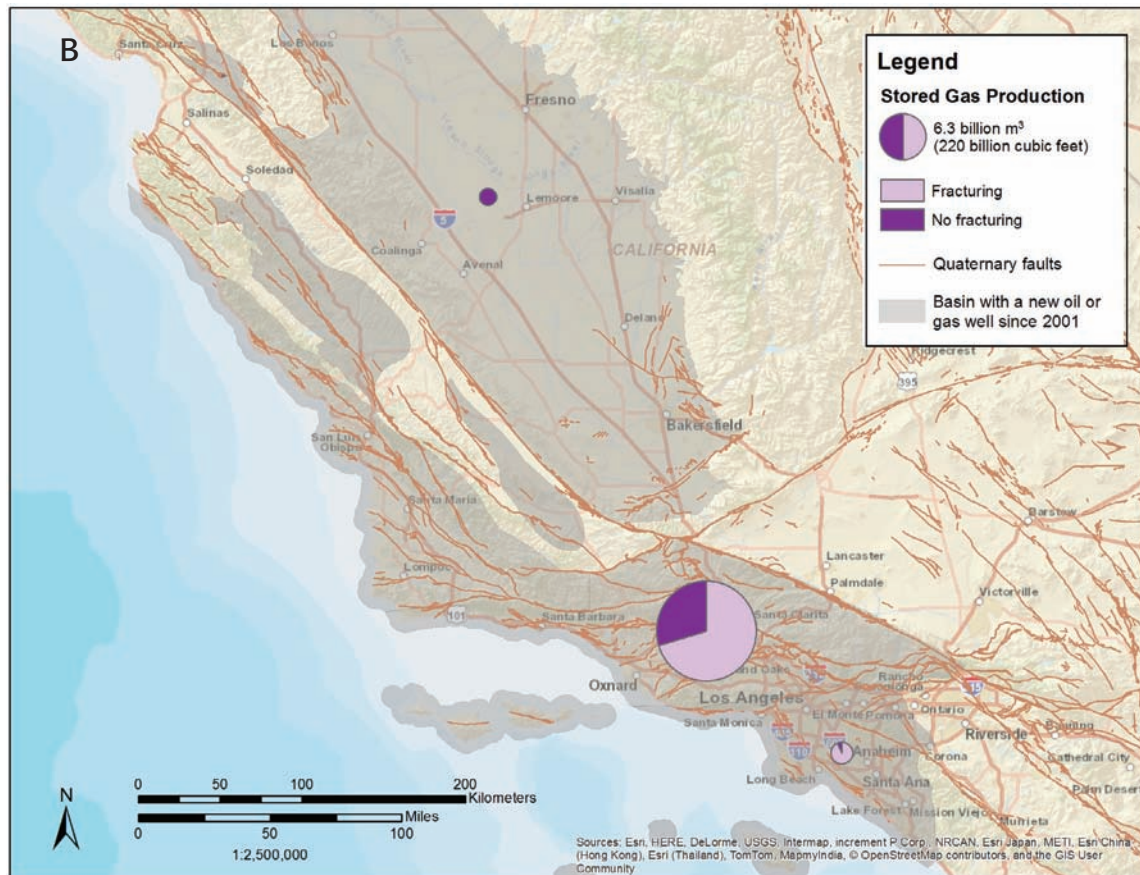 B
Santa Cruz
Los Banos
Salinas
Fresno
Soledad
Lemoore
Visalia
5
Coalinga
CALIFORNIA
Avenal
Delano
Ridgecrest
395
Bakersfield
San Luis
Obispo
Santa Maria
Barstow
Lancaster
Lompoc
Palmdale
Victorville
101
Santa Barbara
Santa Clarita
Oxnard
Rancho
Los Angeles
Ontario
Santa Monica
El Monte
Pomona
Riverside
Banning
Anaheim
Corona
Cathedral City
Long Beach
Santa Ana
Palm Desert
Lake Forest
Mission Viejo
Murrieta
Legend
Stored Gas Production
6.3 billion m³
(220 billion cubic feet)
Fracturing
No fracturing
Quaternary faults
Basin with a new oil or
gas well since 2001
0 50 100 200
Kilometers
0 50 100
Miles
N
1:2,500,000
Sources: Esri, HERE, DeLorme, USGS, Intermap, increment P Corp., NRCAN, Esri Japan, METI, Esri China
(Hong Kong), Esri (Thailand), TomTom, MapmyIndia, © OpenStreetMap contributors, and the GIS User
Community